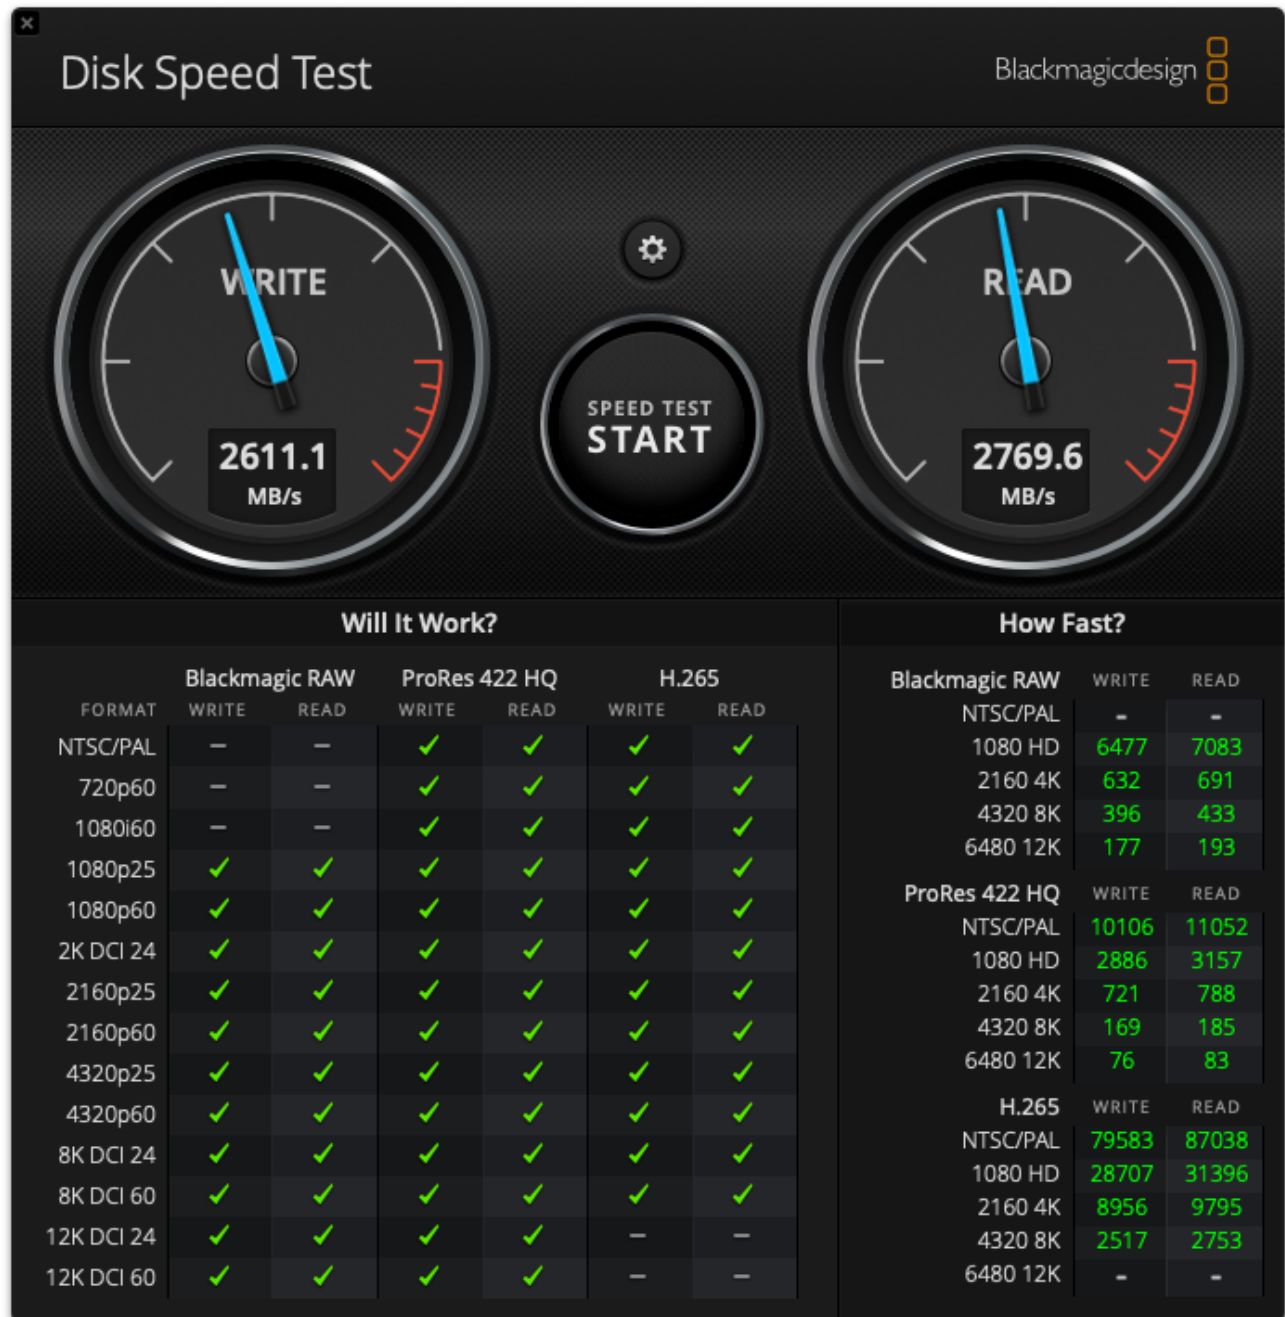 Disk Speed Test
Blackmagicdesign
WRITE
2611.1
MB/s
SPEED TEST
START
READ
2769.6
MB/s
Will It Work?
Blackmagic RAW ProRes 422 HQ H.265
FORMAT WRITE READ WRITE READ WRITE READ
NTSC/PAL – – ✓ ✓ ✓ ✓
720p60 – – ✓ ✓ ✓ ✓
1080i60 – – ✓ ✓ ✓ ✓
1080p25 ✓ ✓ ✓ ✓ ✓ ✓
1080p60 ✓ ✓ ✓ ✓ ✓ ✓
2K DCI 24 ✓ ✓ ✓ ✓ ✓ ✓
2160p25 ✓ ✓ ✓ ✓ ✓ ✓
2160p60 ✓ ✓ ✓ ✓ ✓ ✓
4320p25 ✓ ✓ ✓ ✓ ✓ ✓
4320p60 ✓ ✓ ✓ ✓ ✓ ✓
8K DCI 24 ✓ ✓ ✓ ✓ ✓ ✓
8K DCI 60 ✓ ✓ ✓ ✓ ✓ ✓
12K DCI 24 ✓ ✓ ✓ ✓ – –
12K DCI 60 ✓ ✓ ✓ ✓ – –
How Fast?
Blackmagic RAW WRITE READ
NTSC/PAL - -
1080 HD 6477 7083
2160 4K 632 691
4320 8K 396 433
6480 12K 177 193
ProRes 422 HQ WRITE READ
NTSC/PAL 10106 11052
1080 HD 2886 3157
2160 4K 721 788
4320 8K 169 185
6480 12K 76 83
H.265 WRITE READ
NTSC/PAL 79583 87038
1080 HD 28707 31396
2160 4K 8956 9795
4320 8K 2517 2753
6480 12K - -